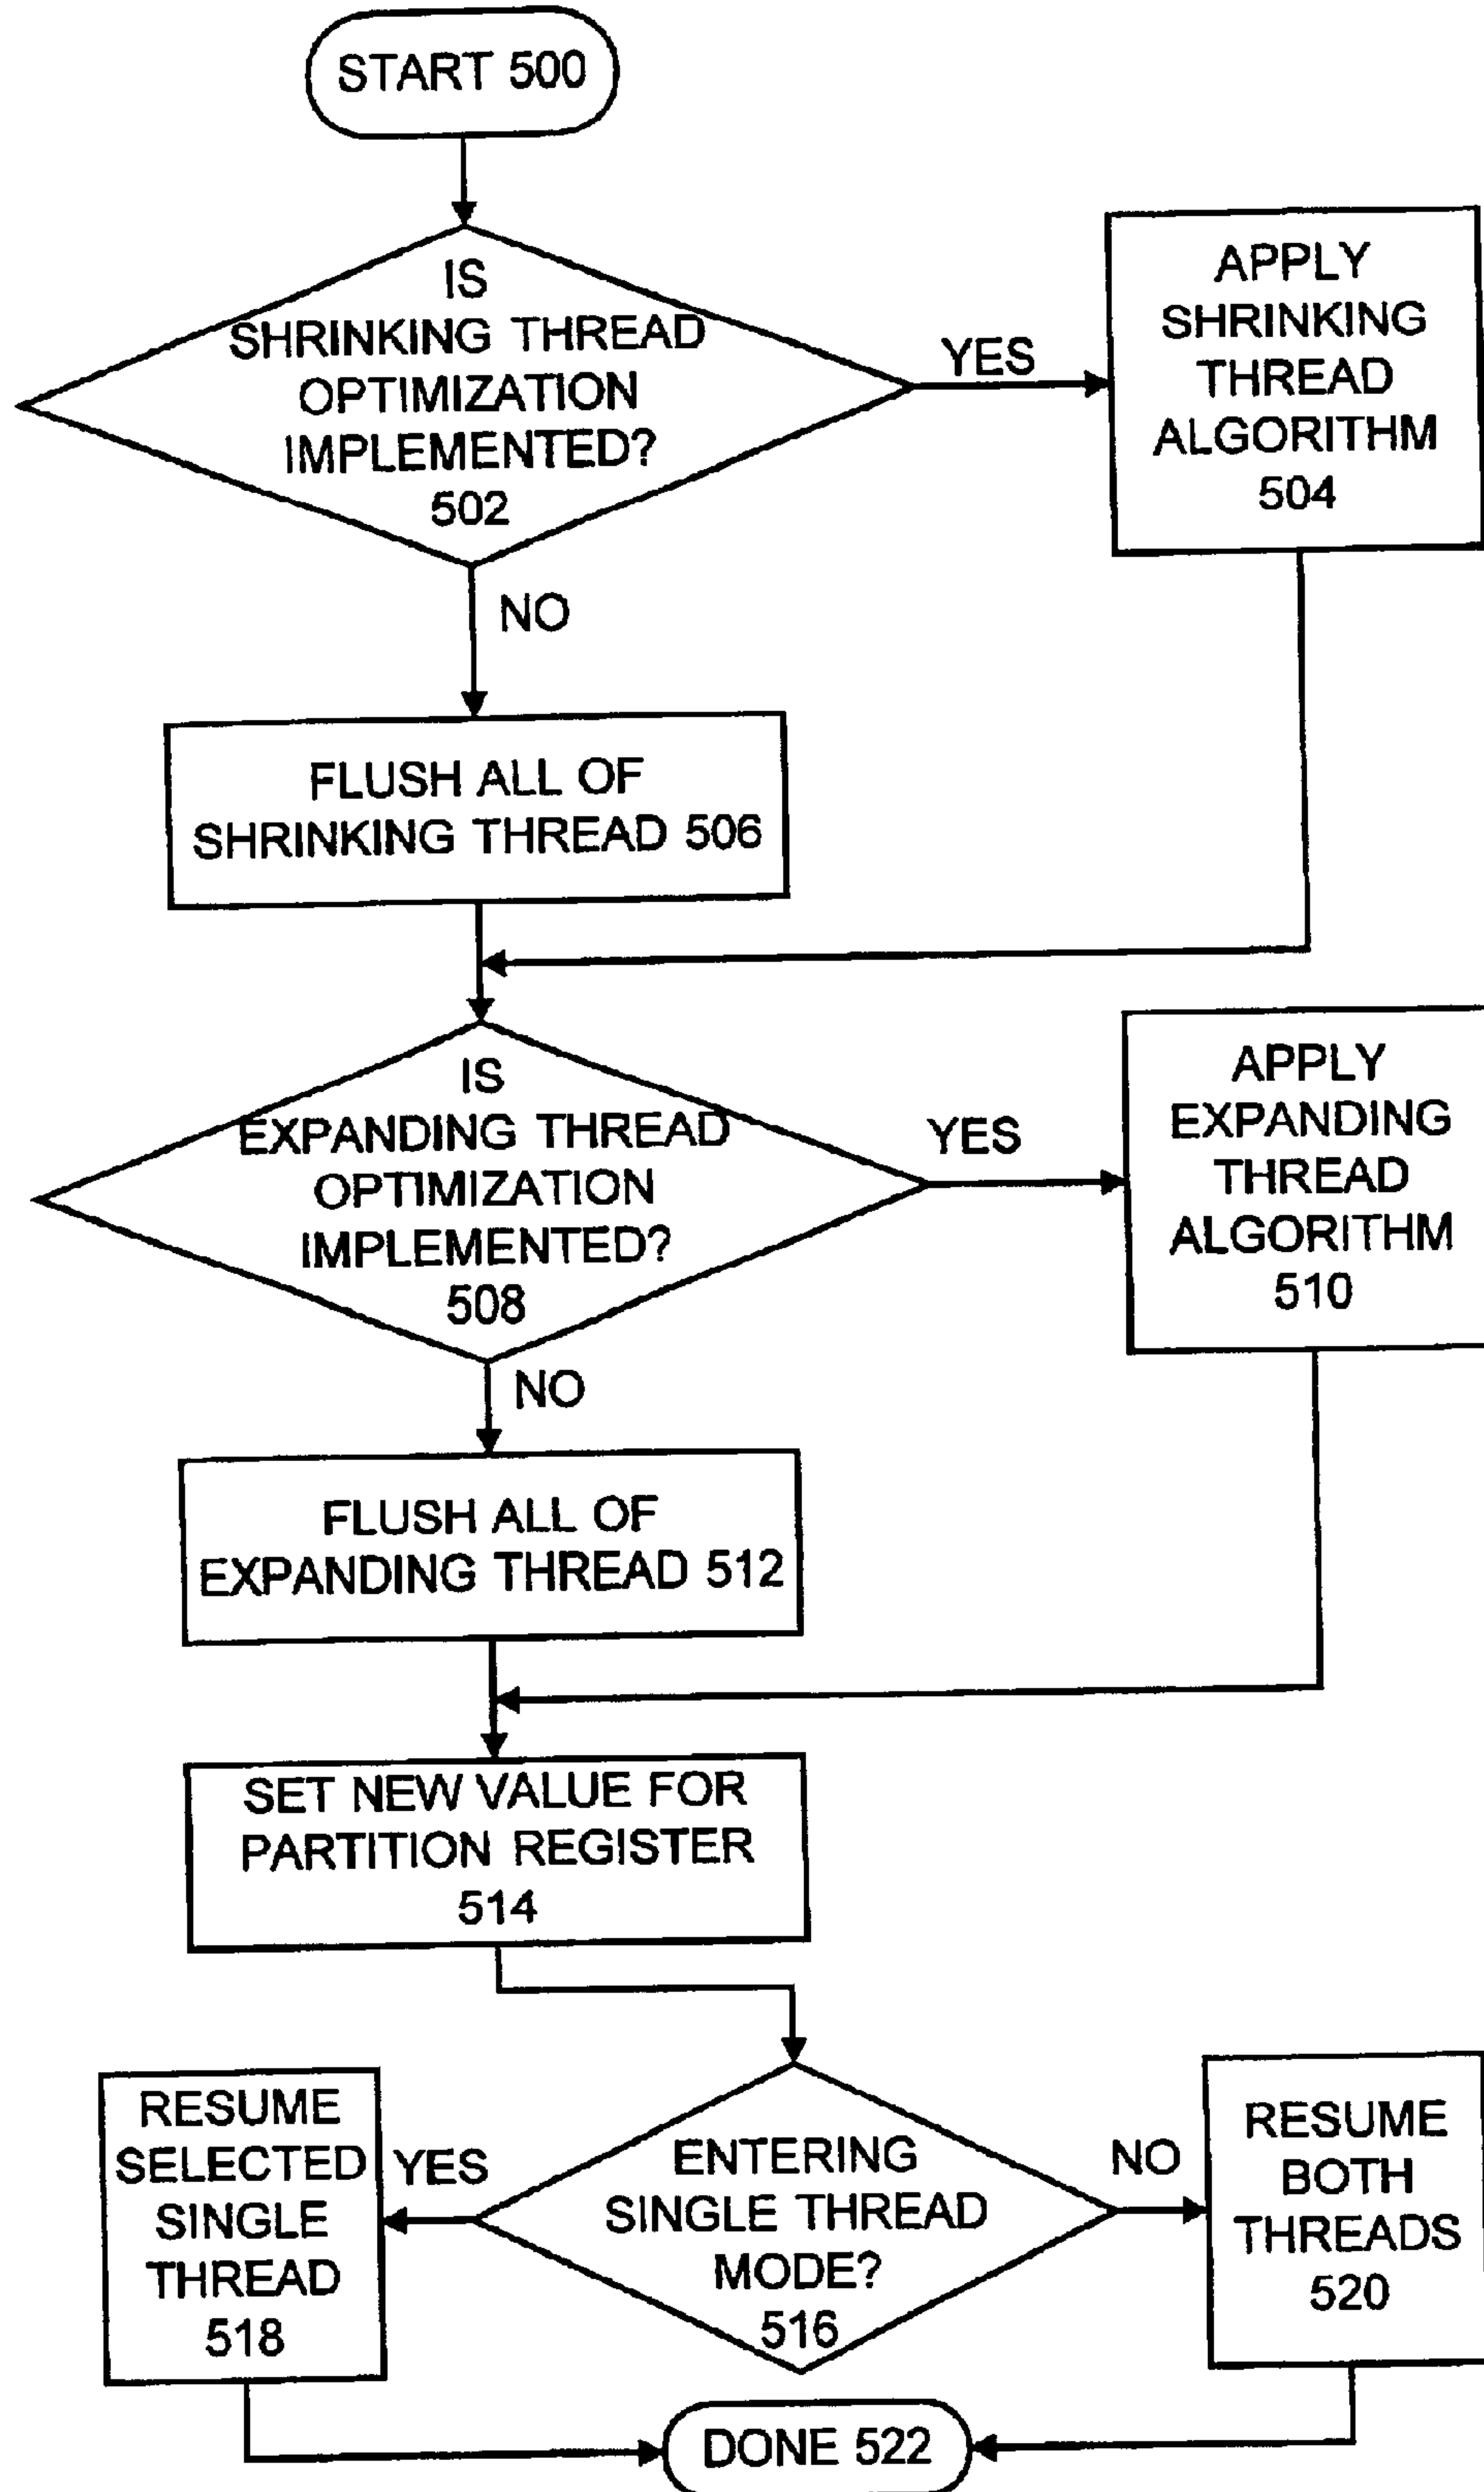 START 500
IS
SHRINKING THREAD
OPTIMIZATION
IMPLEMENTED?
502
YES
APPLY
SHRINKING
THREAD
ALGORITHM
504
NO
FLUSH ALL OF
SHRINKING THREAD 506
IS
EXPANDING THREAD
OPTIMIZATION
IMPLEMENTED?
508
YES
APPLY
EXPANDING
THREAD
ALGORITHM
510
NO
FLUSH ALL OF
EXPANDING THREAD 512
SET NEW VALUE FOR
PARTITION REGISTER
514
ENTERING
SINGLE THREAD
MODE?
516
YES
RESUME
SELECTED
SINGLE
THREAD
518
NO
RESUME
BOTH
THREADS
520
DONE 522